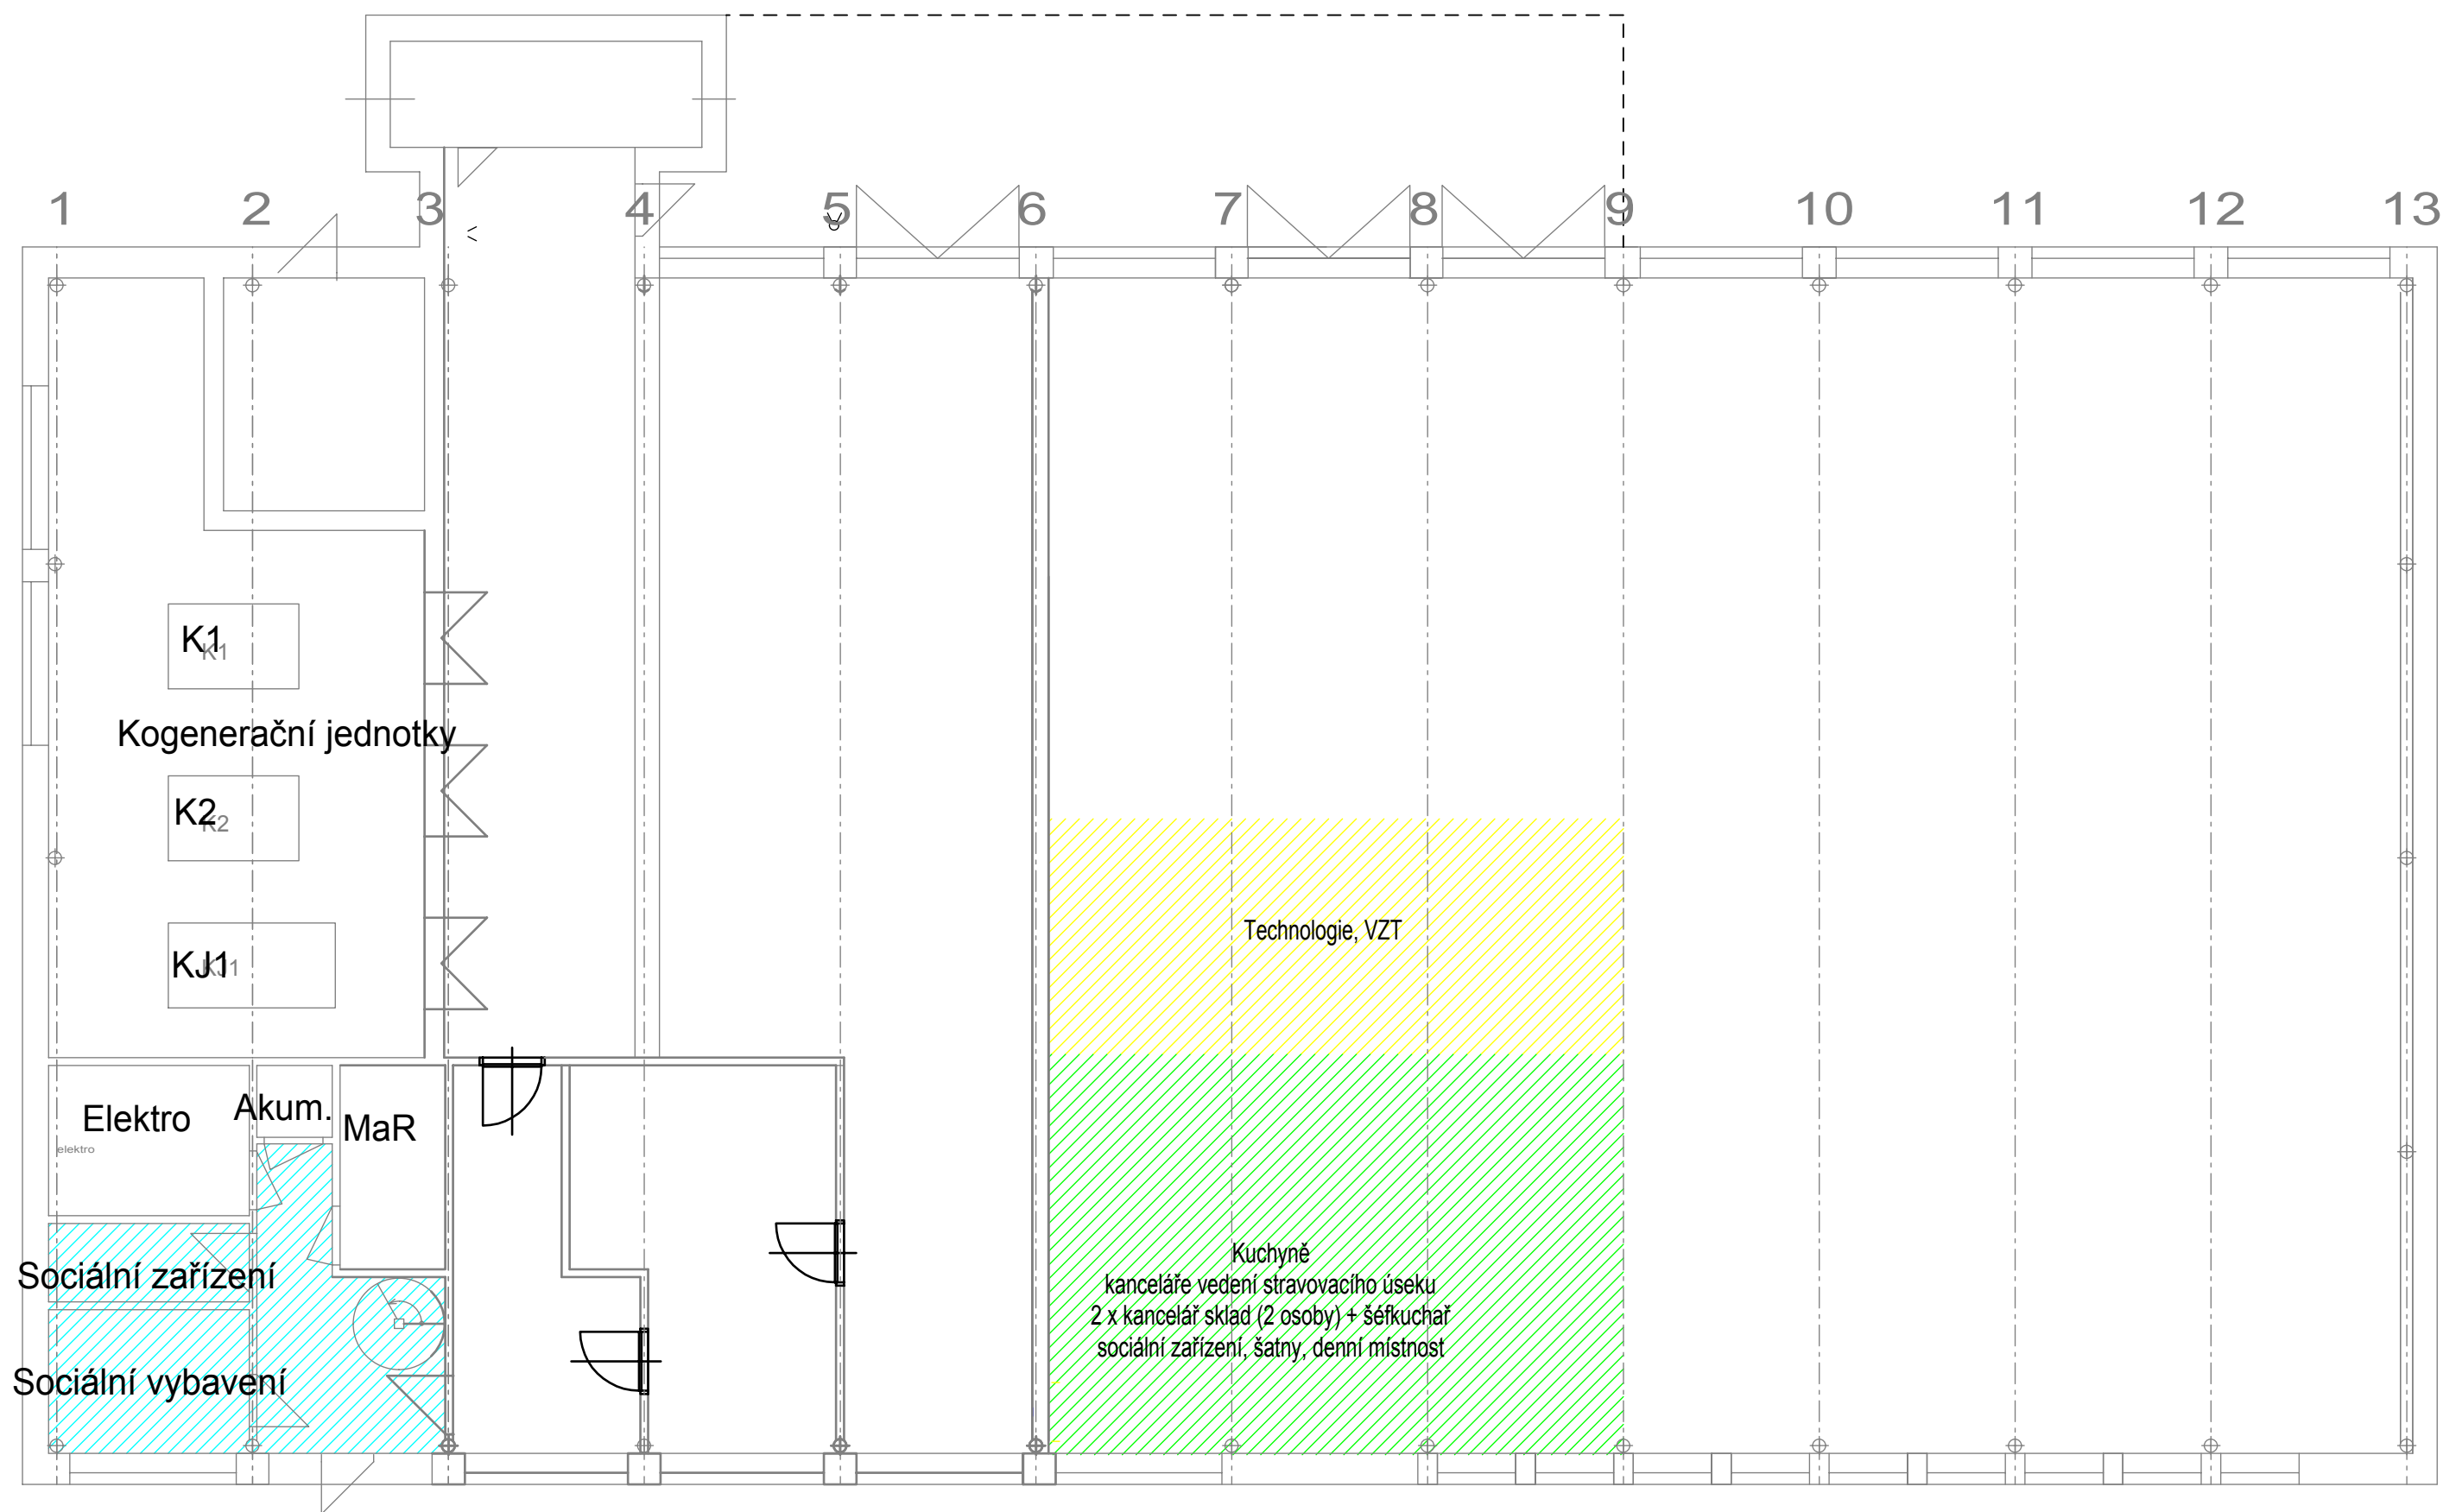 1 2 3 4 5 6 7 8 9 10 11 12 13
K1
K1
Kogenerační jednotky
K2
K2
KJ1
KJ1
Technologie, VZT
Elektro
elektro
Akum.
MaR
Sociální zařízení
Sociální vybavení
Kuchyně
kanceláře vedení stravovacího úseku
2 x kancelář sklad (2 osoby) + šéfkuchař
sociální zařízení, šatny, denní místnost